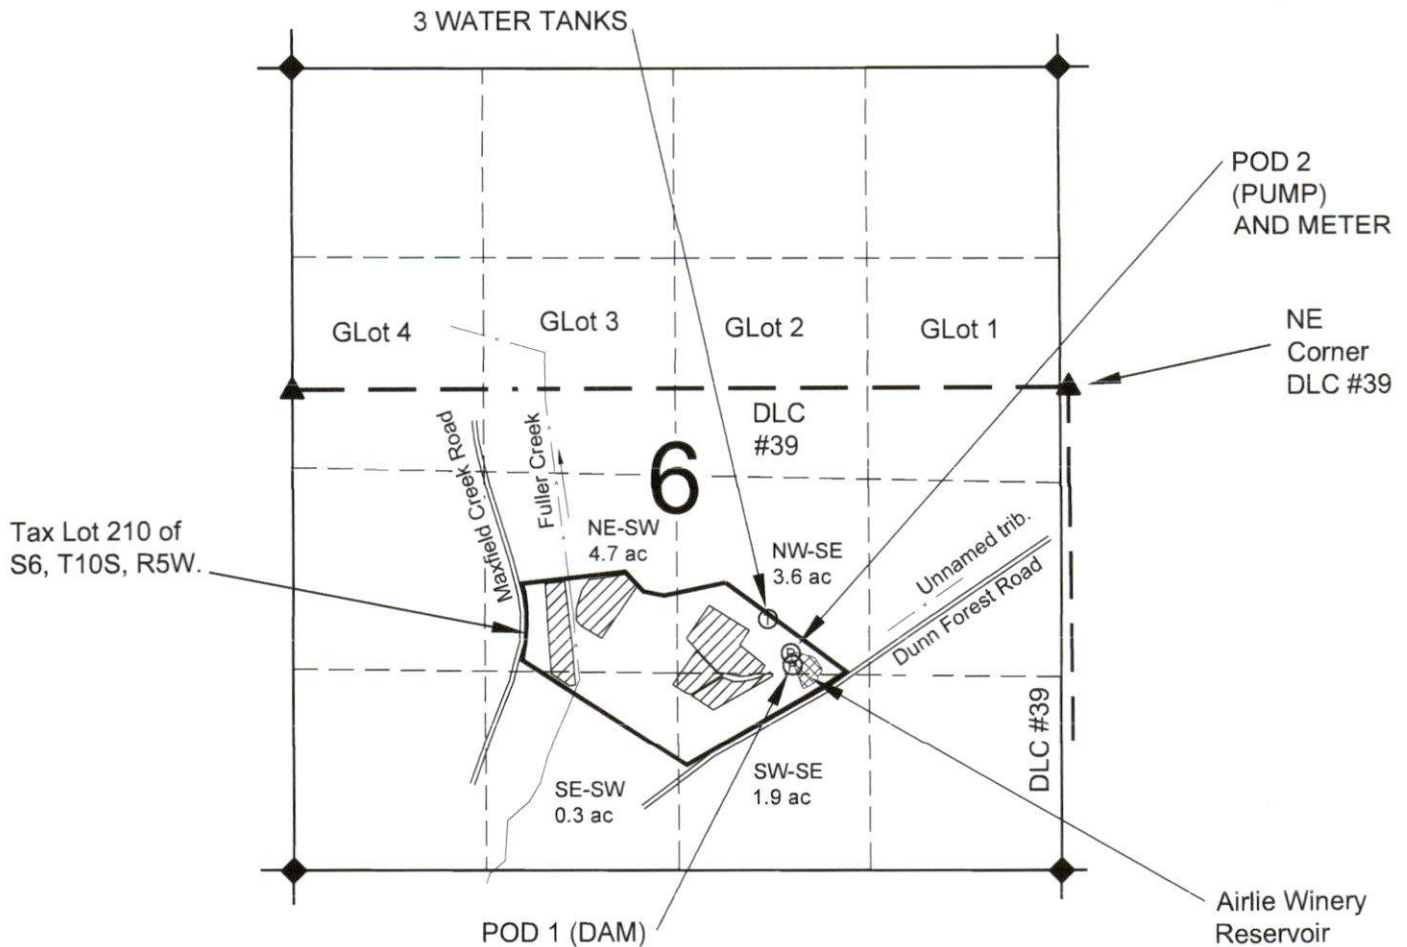 3 WATER TANKS
POD 2
(PUMP)
AND METER
GLot 4
GLot 3
GLot 2
GLot 1
NE
Corner
DLC #39
DLC
#39
Maxfield Creek Road
Fuller Creek
6
Tax Lot 210 of
S6, T10S, R5W.
NE-SW
4.7 ac
NW-SE
3.6 ac
Unnamed trib.
Dunn Forest Road
T
P
DLC #39
SE-SW
0.3 ac
SW-SE
1.9 ac
POD 1 (DAM)
Airlie Winery
Reservoir